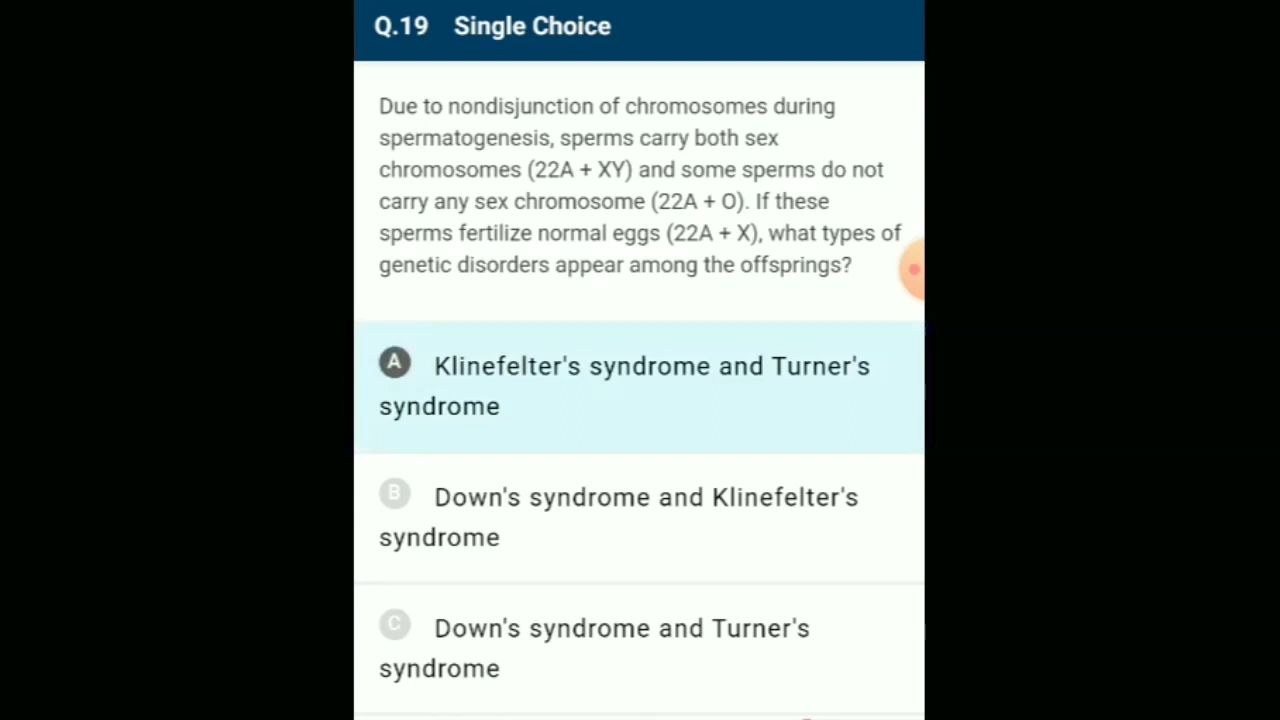 Q.19 Single Choice
Due to nondisjunction of chromosomes during
spermatogenesis, sperms carry both sex
chromosomes (22A + XY) and some sperms do not
carry any sex chromosome (22A + O). If these
sperms fertilize normal eggs (22A + X), what types of
genetic disorders appear among the offsprings?
A Klinefelter's syndrome and Turner's
syndrome
B Down's syndrome and Klinefelter's
syndrome
C Down's syndrome and Turner's
syndrome